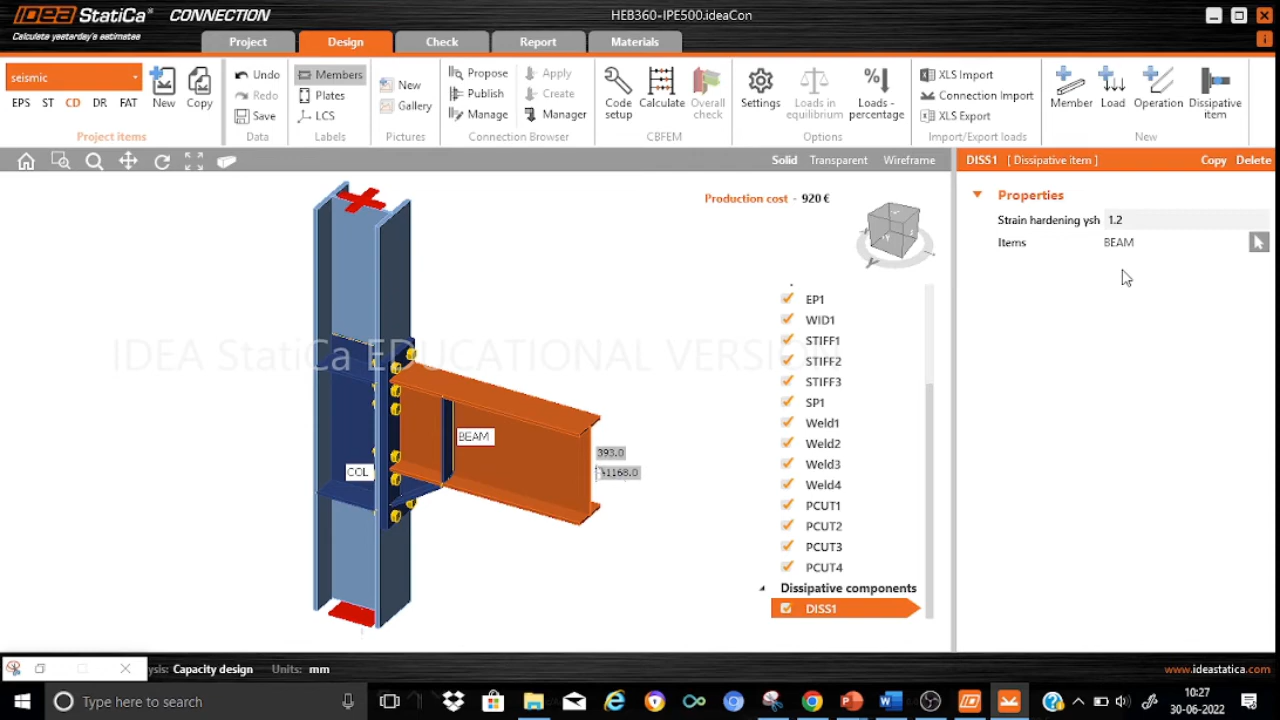 IDEA StatiCa® CONNECTION
Calculate yesterday's estimates
HEB360-IPE500.ideaCon
Project Design Check Report Materials
seismic
EPS ST CD DR FAT
New
Copy
Project items
Undo
Redo
Save
Data
Members
Plates
LCS
Labels
New
Gallery
Pictures
Propose
Publish
Manage
Apply
Create
Manager
Connection Browser
Code setup
Calculate
Overall check
CBFEM
Settings
Loads in equilibrium
Loads - percentage
Options
XLS Import
Connection Import
XLS Export
Import/Export loads
Member
Load
Operation
Dissipative item
New
Solid Transparent Wireframe
DISS1 [ Dissipative item ] Copy Delete
Production cost - 920 €
Properties
Strain hardening γsh 1.2
Items BEAM
IDEA StatiCa EDUCATIONAL VERSION
BEAM
COL
393.0
-1168.0
EP1
WID1
STIFF1
STIFF2
STIFF3
SP1
Weld1
Weld2
Weld3
Weld4
PCUT1
PCUT2
PCUT3
PCUT4
Dissipative components
DISS1
ysis: Capacity design Units: mm
www.ideastatica.com
Type here to search
10:27
30-06-2022